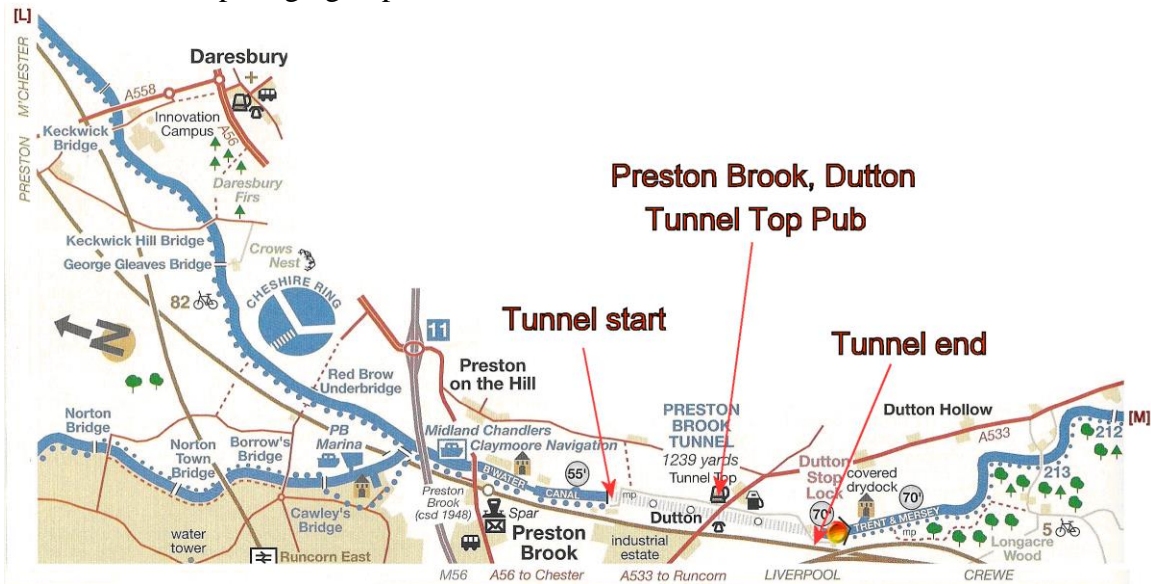 [L]
PRESTON M'CHESTER
Daresbury
A558
Innovation
Campus
A56
Keckwick
Bridge
Daresbury
Firs
Keckwick Hill Bridge
George Gleaves Bridge
Crows
Nest
82
CHESHIRE RING
N
Preston Brook, Dutton
Tunnel Top Pub
Tunnel start
Tunnel end
11
Red Brow
Underbridge
Preston
on the Hill
Norton
Bridge
Norton
Town
Bridge
Borrow's
Bridge
PB
Marina
Midland Chandlers
Claymoore Navigation
PRESTON
BROOK
TUNNEL
1239 yards
Tunnel Top
Dutton Hollow
A533
[M]
212
213
Dutton
Stop
Lock
covered
drydock
55'
70'
70'
B'WATER CANAL
mp
TRENT & MERSEY
mp
Cawley's
Bridge
Preston
Brook
(csd 1948)
Spar
Preston
Brook
Dutton
industrial
estate
5
Longacre
Wood
water
tower
Runcorn East
M56
A56 to Chester
A533 to Runcorn
LIVERPOOL
CREWE